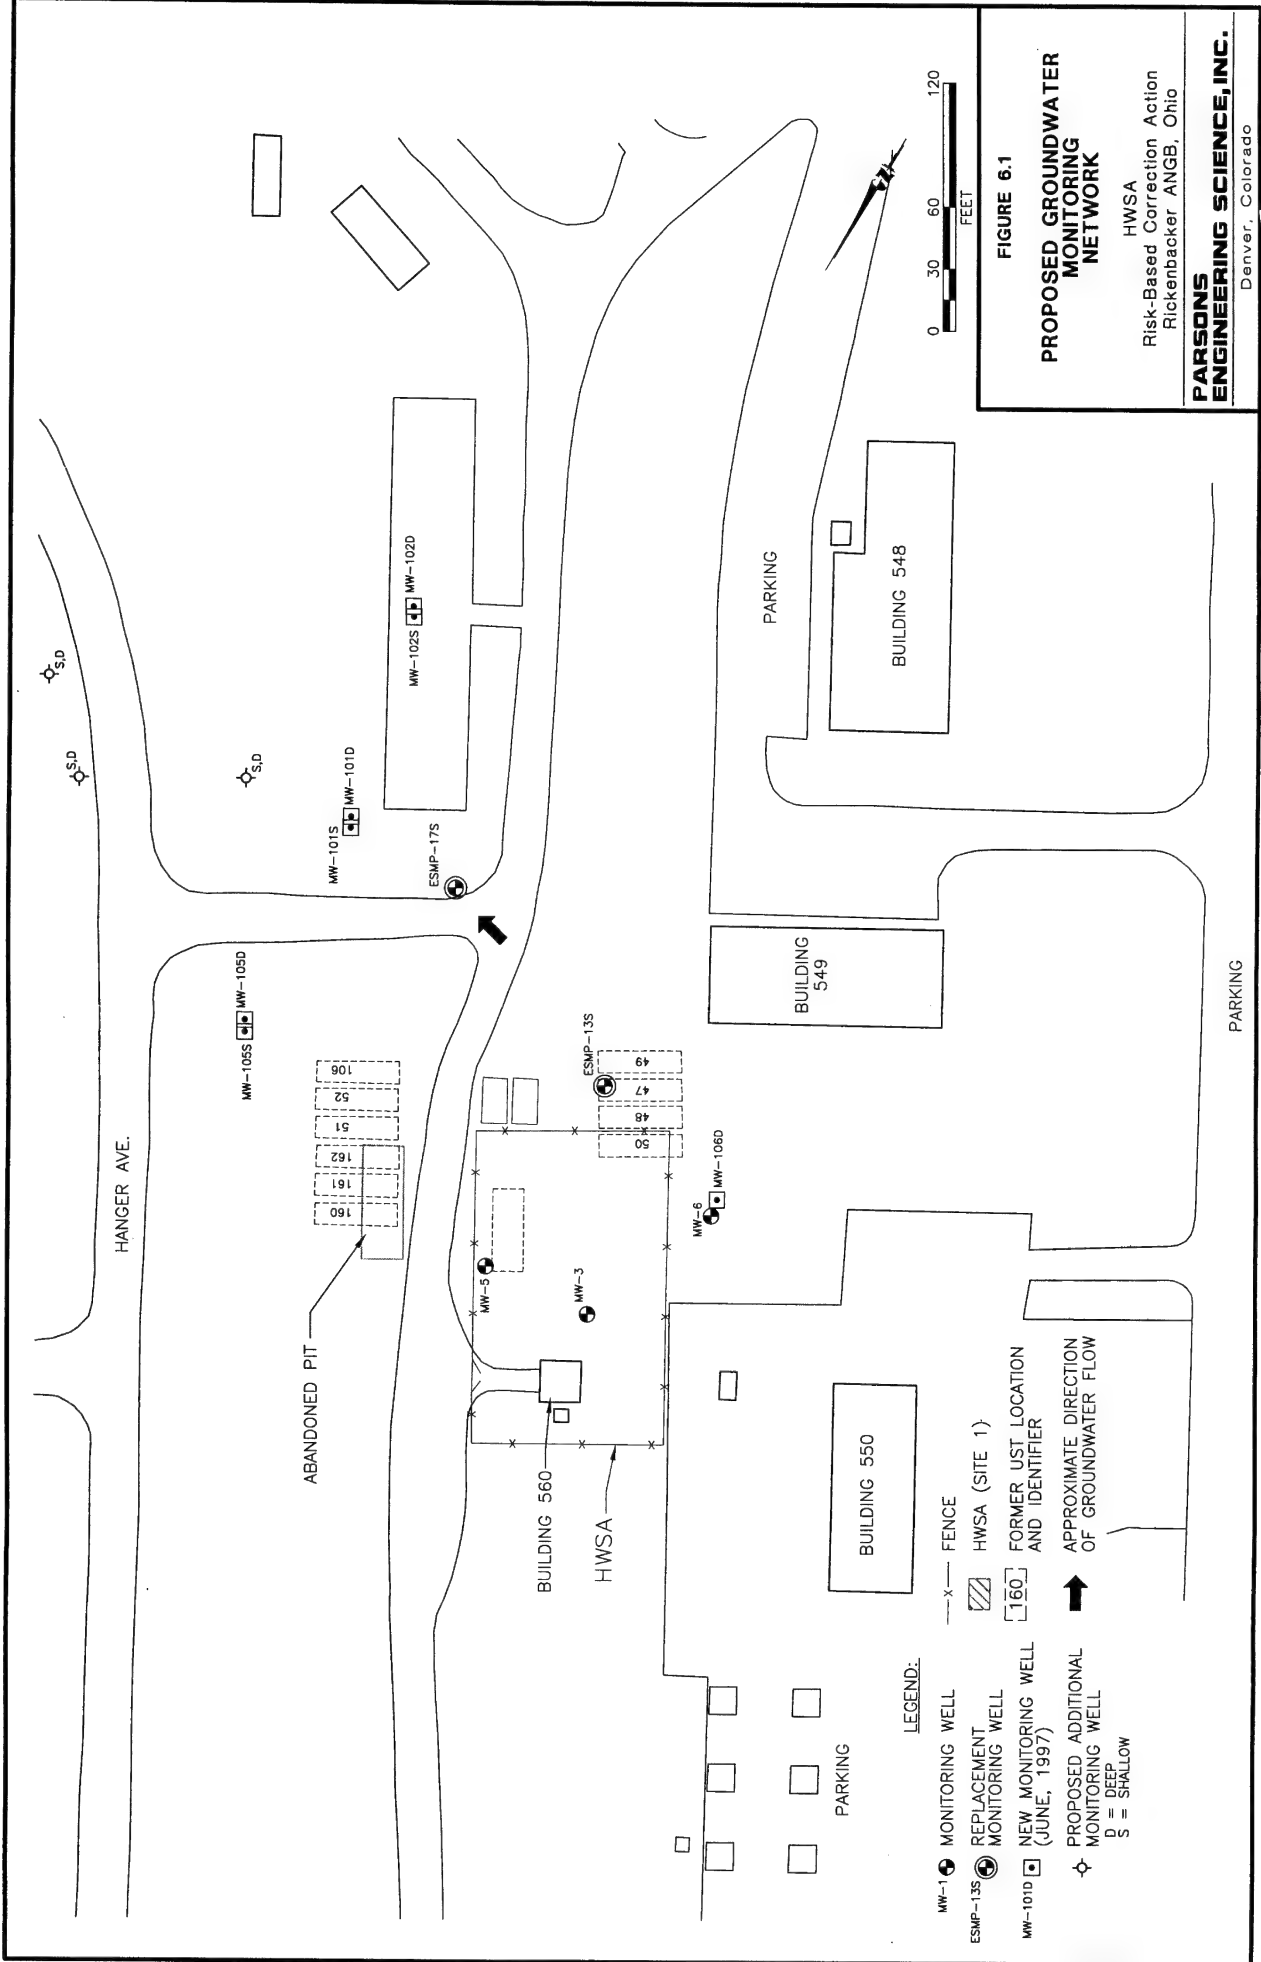 HANGER AVE.
S,D
S,D
S,D
MW-105S
MW-105D
MW-101S
MW-101D
MW-102S
MW-102D
ESMP-17S
ABANDONED PIT
160
161
162
51
52
106
MW-5
MW-3
ESMP-13S
50
48
47
49
MW-6
MW-106D
BUILDING 560
HWSA
BUILDING
549
PARKING
BUILDING 548
BUILDING 550
PARKING
PARKING
LEGEND:
MW-1 MONITORING WELL
ESMP-13S REPLACEMENT
MONITORING WELL
MW-101D NEW MONITORING WELL
(JUNE, 1997)
PROPOSED ADDITIONAL
MONITORING WELL
D = DEEP
S = SHALLOW
—x— FENCE
HWSA (SITE 1)
160 FORMER UST LOCATION
AND IDENTIFIER
APPROXIMATE DIRECTION
OF GROUNDWATER FLOW
0 30 60 120
FEET
FIGURE 6.1
PROPOSED GROUNDWATER
MONITORING
NETWORK
HWSA
Risk-Based Correction Action
Rickenbacker ANGB, Ohio
PARSONS
ENGINEERING SCIENCE, INC.
Denver, Colorado